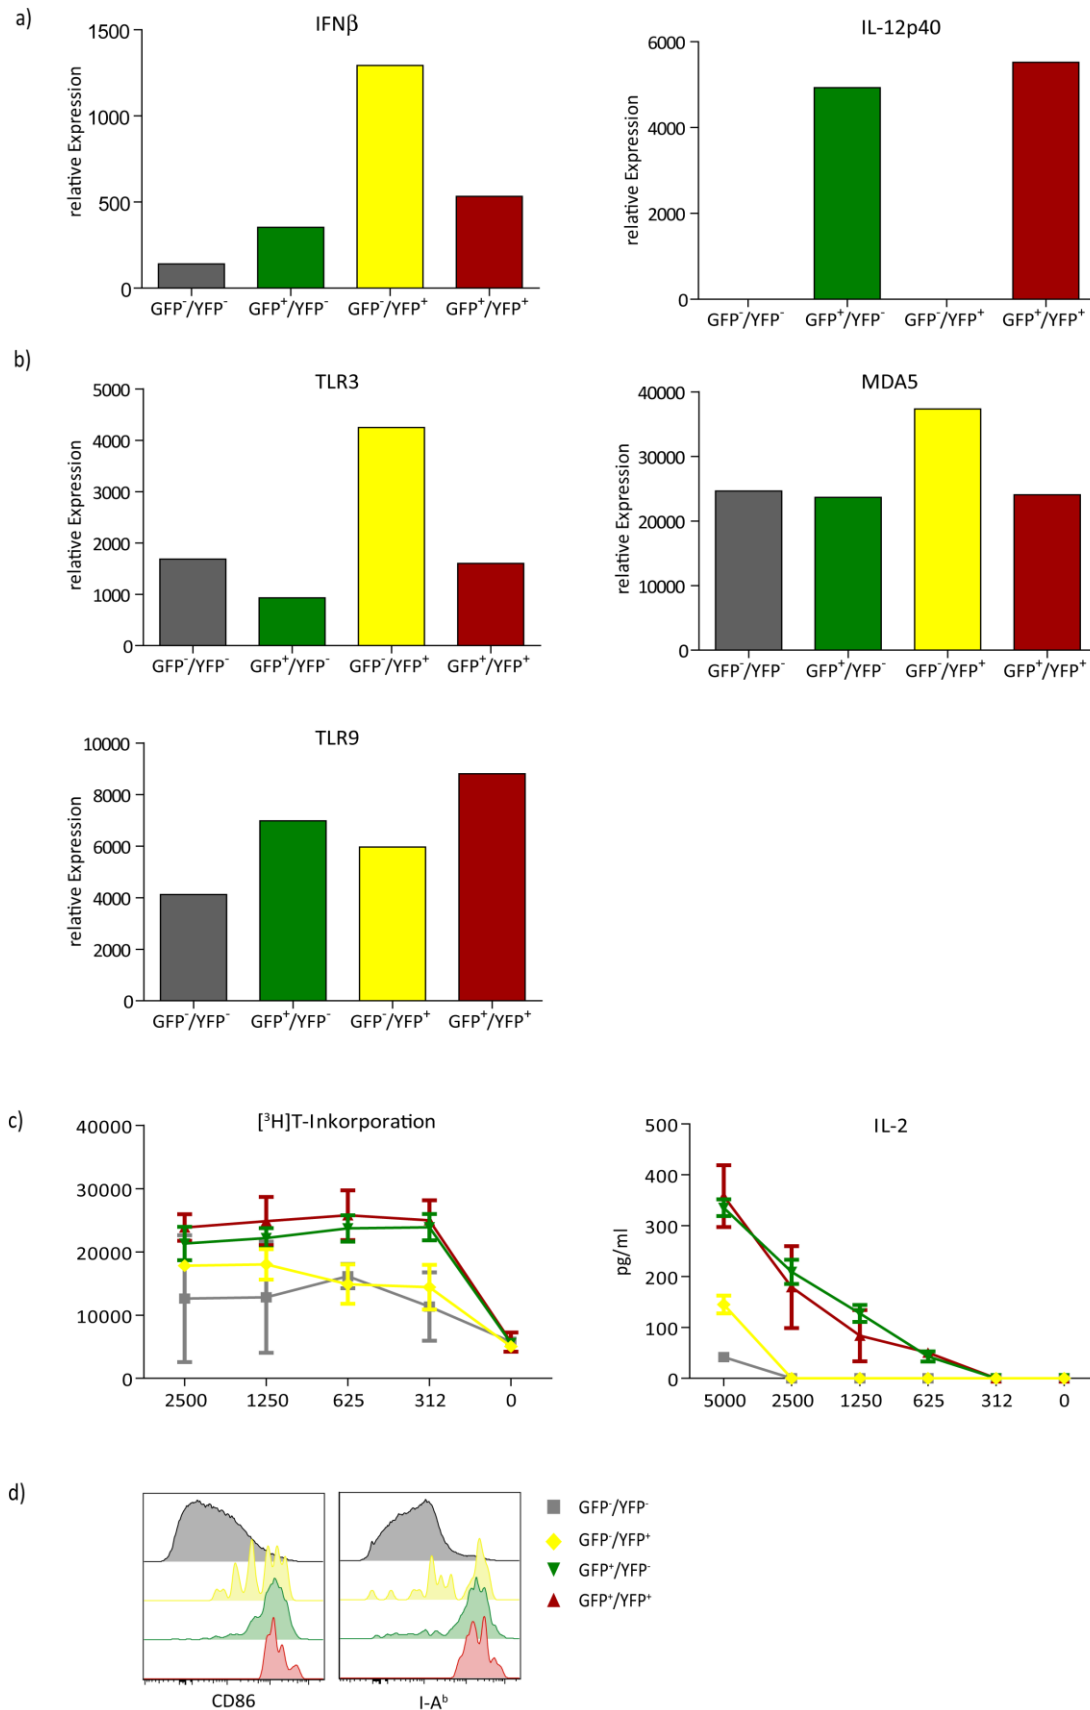 a)
IFNβ
relative Expression
1500
1000
500
0
GFP⁻/YFP⁻ GFP⁺/YFP⁻ GFP⁻/YFP⁺ GFP⁺/YFP⁺
IL-12p40
relative Expression
6000
4000
2000
0
GFP⁻/YFP⁻ GFP⁺/YFP⁻ GFP⁻/YFP⁺ GFP⁺/YFP⁺
b)
TLR3
relative Expression
5000
4000
3000
2000
1000
0
GFP⁻/YFP⁻ GFP⁺/YFP⁻ GFP⁻/YFP⁺ GFP⁺/YFP⁺
MDA5
relative Expression
40000
30000
20000
10000
0
GFP⁻/YFP⁻ GFP⁺/YFP⁻ GFP⁻/YFP⁺ GFP⁺/YFP⁺
TLR9
relative Expression
10000
8000
6000
4000
2000
0
GFP⁻/YFP⁻ GFP⁺/YFP⁻ GFP⁻/YFP⁺ GFP⁺/YFP⁺
c)
[³H]T-Inkorporation
40000
30000
20000
10000
0
2500 1250 625 312 0
IL-2
pg/ml
500
400
300
200
100
0
5000 2500 1250 625 312 0
d)
CD86
I-Aᵇ
GFP⁻/YFP⁻
GFP⁻/YFP⁺
GFP⁺/YFP⁻
GFP⁺/YFP⁺